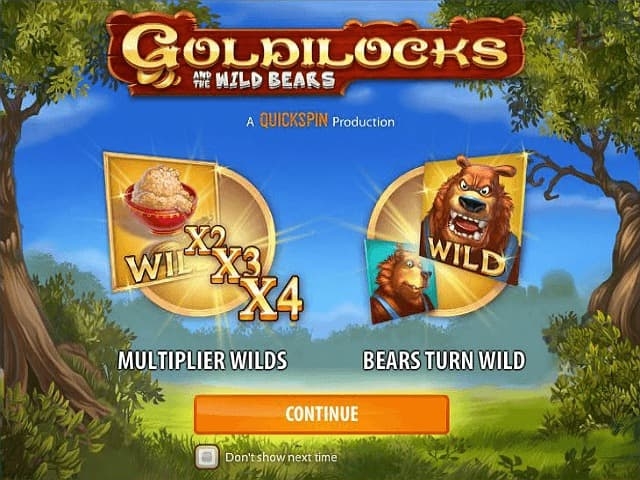 GOLDILOCKS
AND THE WILD BEARS
A QUICKSPIN Production
WILD
X2
X3
X4
WILD
MULTIPLIER WILDS
BEARS TURN WILD
CONTINUE
Don't show next time